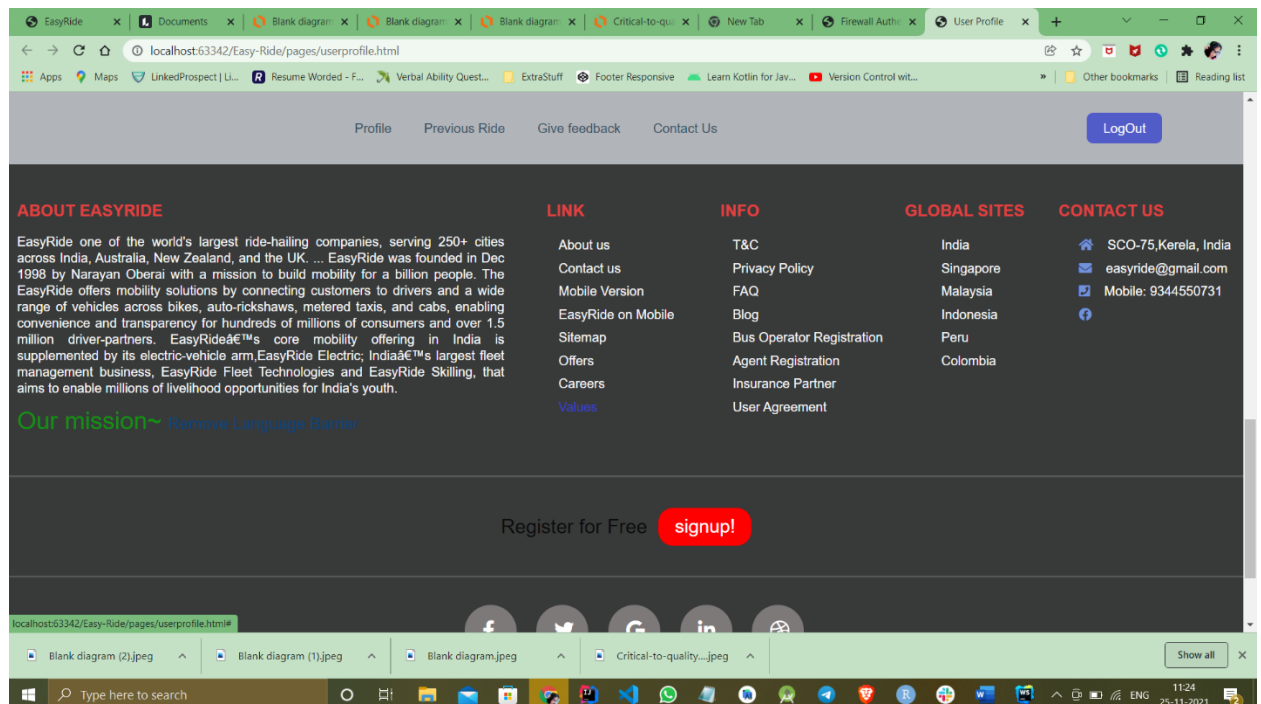 EasyRide
Documents
Blank diagram
Blank diagram
Blank diagram
Critical-to-qua
New Tab
Firewall Authe
User Profile
localhost:63342/Easy-Ride/pages/userprofile.html
Apps
Maps
LinkedProspect | Li...
Resume Worded - F...
Verbal Ability Quest...
ExtraStuff
Footer Responsive
Learn Kotlin for Jav...
Version Control wit...
»
Other bookmarks
Reading list
Profile
Previous Ride
Give feedback
Contact Us
LogOut
ABOUT EASYRIDE
EasyRide one of the world's largest ride-hailing companies, serving 250+ cities
across India, Australia, New Zealand, and the UK. ... EasyRide was founded in Dec
1998 by Narayan Oberai with a mission to build mobility for a billion people. The
EasyRide offers mobility solutions by connecting customers to drivers and a wide
range of vehicles across bikes, auto-rickshaws, metered taxis, and cabs, enabling
convenience and transparency for hundreds of millions of consumers and over 1.5
million driver-partners. EasyRideâ€™s core mobility offering in India is
supplemented by its electric-vehicle arm,EasyRide Electric; Indiaâ€™s largest fleet
management business, EasyRide Fleet Technologies and EasyRide Skilling, that
aims to enable millions of livelihood opportunities for India's youth.
Our mission~ Remove Language Barrier
LINK
About us
Contact us
Mobile Version
EasyRide on Mobile
Sitemap
Offers
Careers
Values
INFO
T&C
Privacy Policy
FAQ
Blog
Bus Operator Registration
Agent Registration
Insurance Partner
User Agreement
GLOBAL SITES
India
Singapore
Malaysia
Indonesia
Peru
Colombia
CONTACT US
SCO-75,Kerela, India
easyride@gmail.com
Mobile: 9344550731
Register for Free signup!
localhost:63342/Easy-Ride/pages/userprofile.html#
Blank diagram (2).jpeg
Blank diagram (1).jpeg
Blank diagram.jpeg
Critical-to-quality....jpeg
Show all
Type here to search
ENG
11:24
25-11-2021